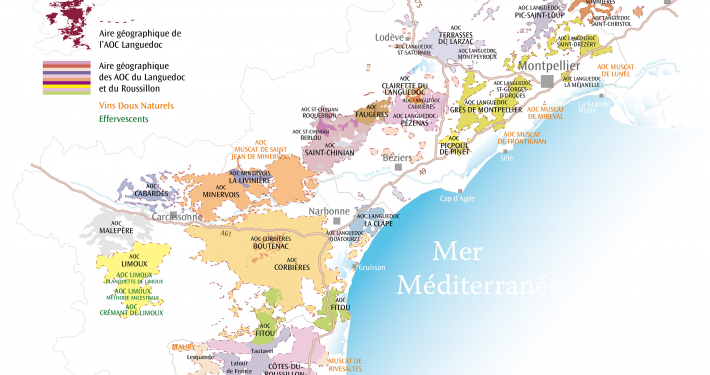 Aire géographique de
l'AOC Languedoc
Aire géographique
des AOC du Languedoc
et du Roussillon
Vins Doux Naturels
Effervescents
Lodève
AOC LANGUEDOC
ST-SATURNIN
AOC
TERRASSES
DU LARZAC
AOC LANGUEDOC
MONTPEYROUX
AOC
PIC-SAINT-LOUP
SOMMIÈRES
AOC LANGUEDOC
SAINT-CHRISTOL
AOC LANGUEDOC
SAINT-DRÉZÉRY
Montpellier
AOC MUSCAT
DE LUNEL
AOC LANGUEDOC
LA MÉJANELLE
La Grande
Motte
AOC LANGUEDOC
ST-GEORGES
D'ORQUES
AOC LANGUEDOC
GRÉS DE MONTPELLIER
AOC MUSCAT
DE MIREVAL
AOC MUSCAT
DE FRONTIGNAN
Sète
AOC
CLAIRETTE DU
LANGUEDOC
AOC LANGUEDOC
CABRIÈRES
AOC LANGUEDOC
PÉZENAS
AOC
FAUGÈRES
AOC ST-CHINIAN
ROQUEBRUN
AOC ST-CHINIAN
BERLOU
AOC
SAINT-CHINIAN
AOC
PICPOUL
DE PINET
Béziers
A9
Cap d'Agde
AOC
MUSCAT DE SAINT
JEAN DE MINERVOIS
AOC MINERVOIS
LA LIVINIÈRE
AOC
MINERVOIS
AOC
CABARDÈS
Carcassonne
Narbonne
AOC LANGUEDOC
LA CLAPE
AOC LANGUEDOC
QUATOURZE
A61
AOC
MALEPÈRE
AOC
LIMOUX
AOC LIMOUX
BLANQUETTE DE LIMOUX
AOC LIMOUX
MÉTHODE ANCESTRALE
AOC
CRÉMANT DE LIMOUX
AOC CORBIÈRES
BOUTENAC
AOC
CORBIÈRES
Gruissan
Mer
Méditerranée
AOC
FITOU
AOC
FITOU
MAURY
Tautavel
Lesquerde
Latour
de France
AOC
CÔTES-DU-
ROUSSILLON
MUSCAT DE
RIVESALTES